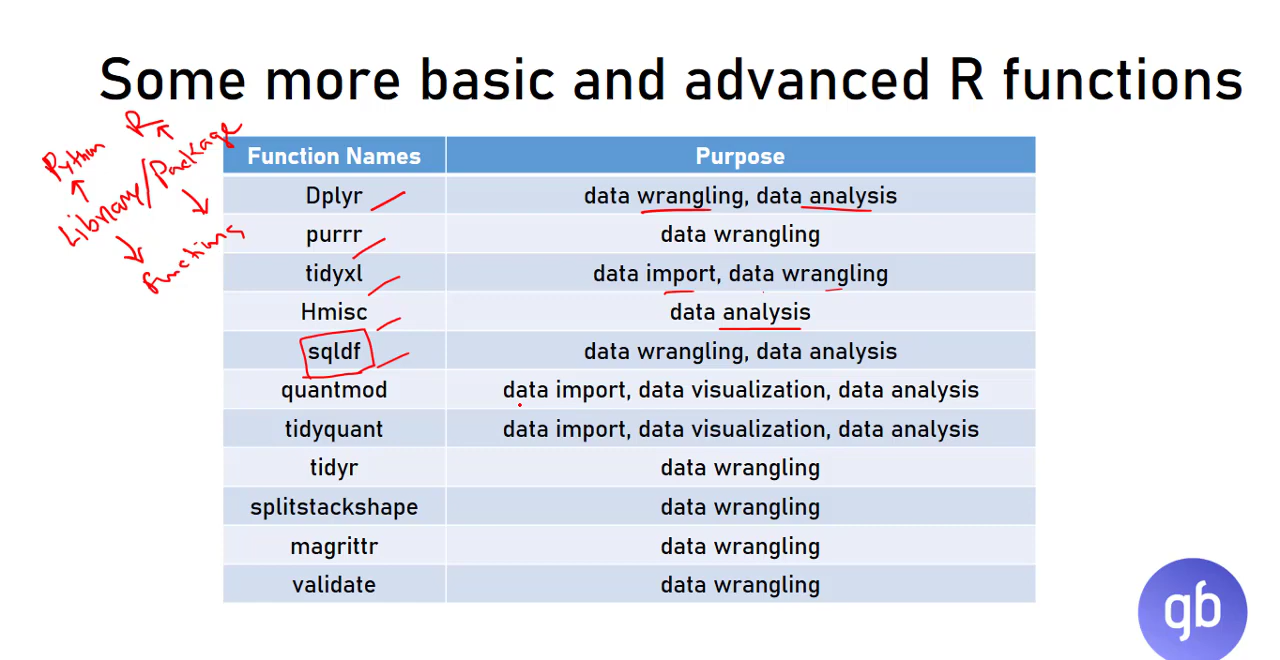 Some more basic and advanced R functions
R
Python
Library/Package
functions
Function Names Purpose
Dplyr data wrangling, data analysis
purrr data wrangling
tidyxl data import, data wrangling
Hmisc data analysis
sqldf data wrangling, data analysis
quantmod data import, data visualization, data analysis
tidyquant data import, data visualization, data analysis
tidyr data wrangling
splitstackshape data wrangling
magrittr data wrangling
validate data wrangling
gb